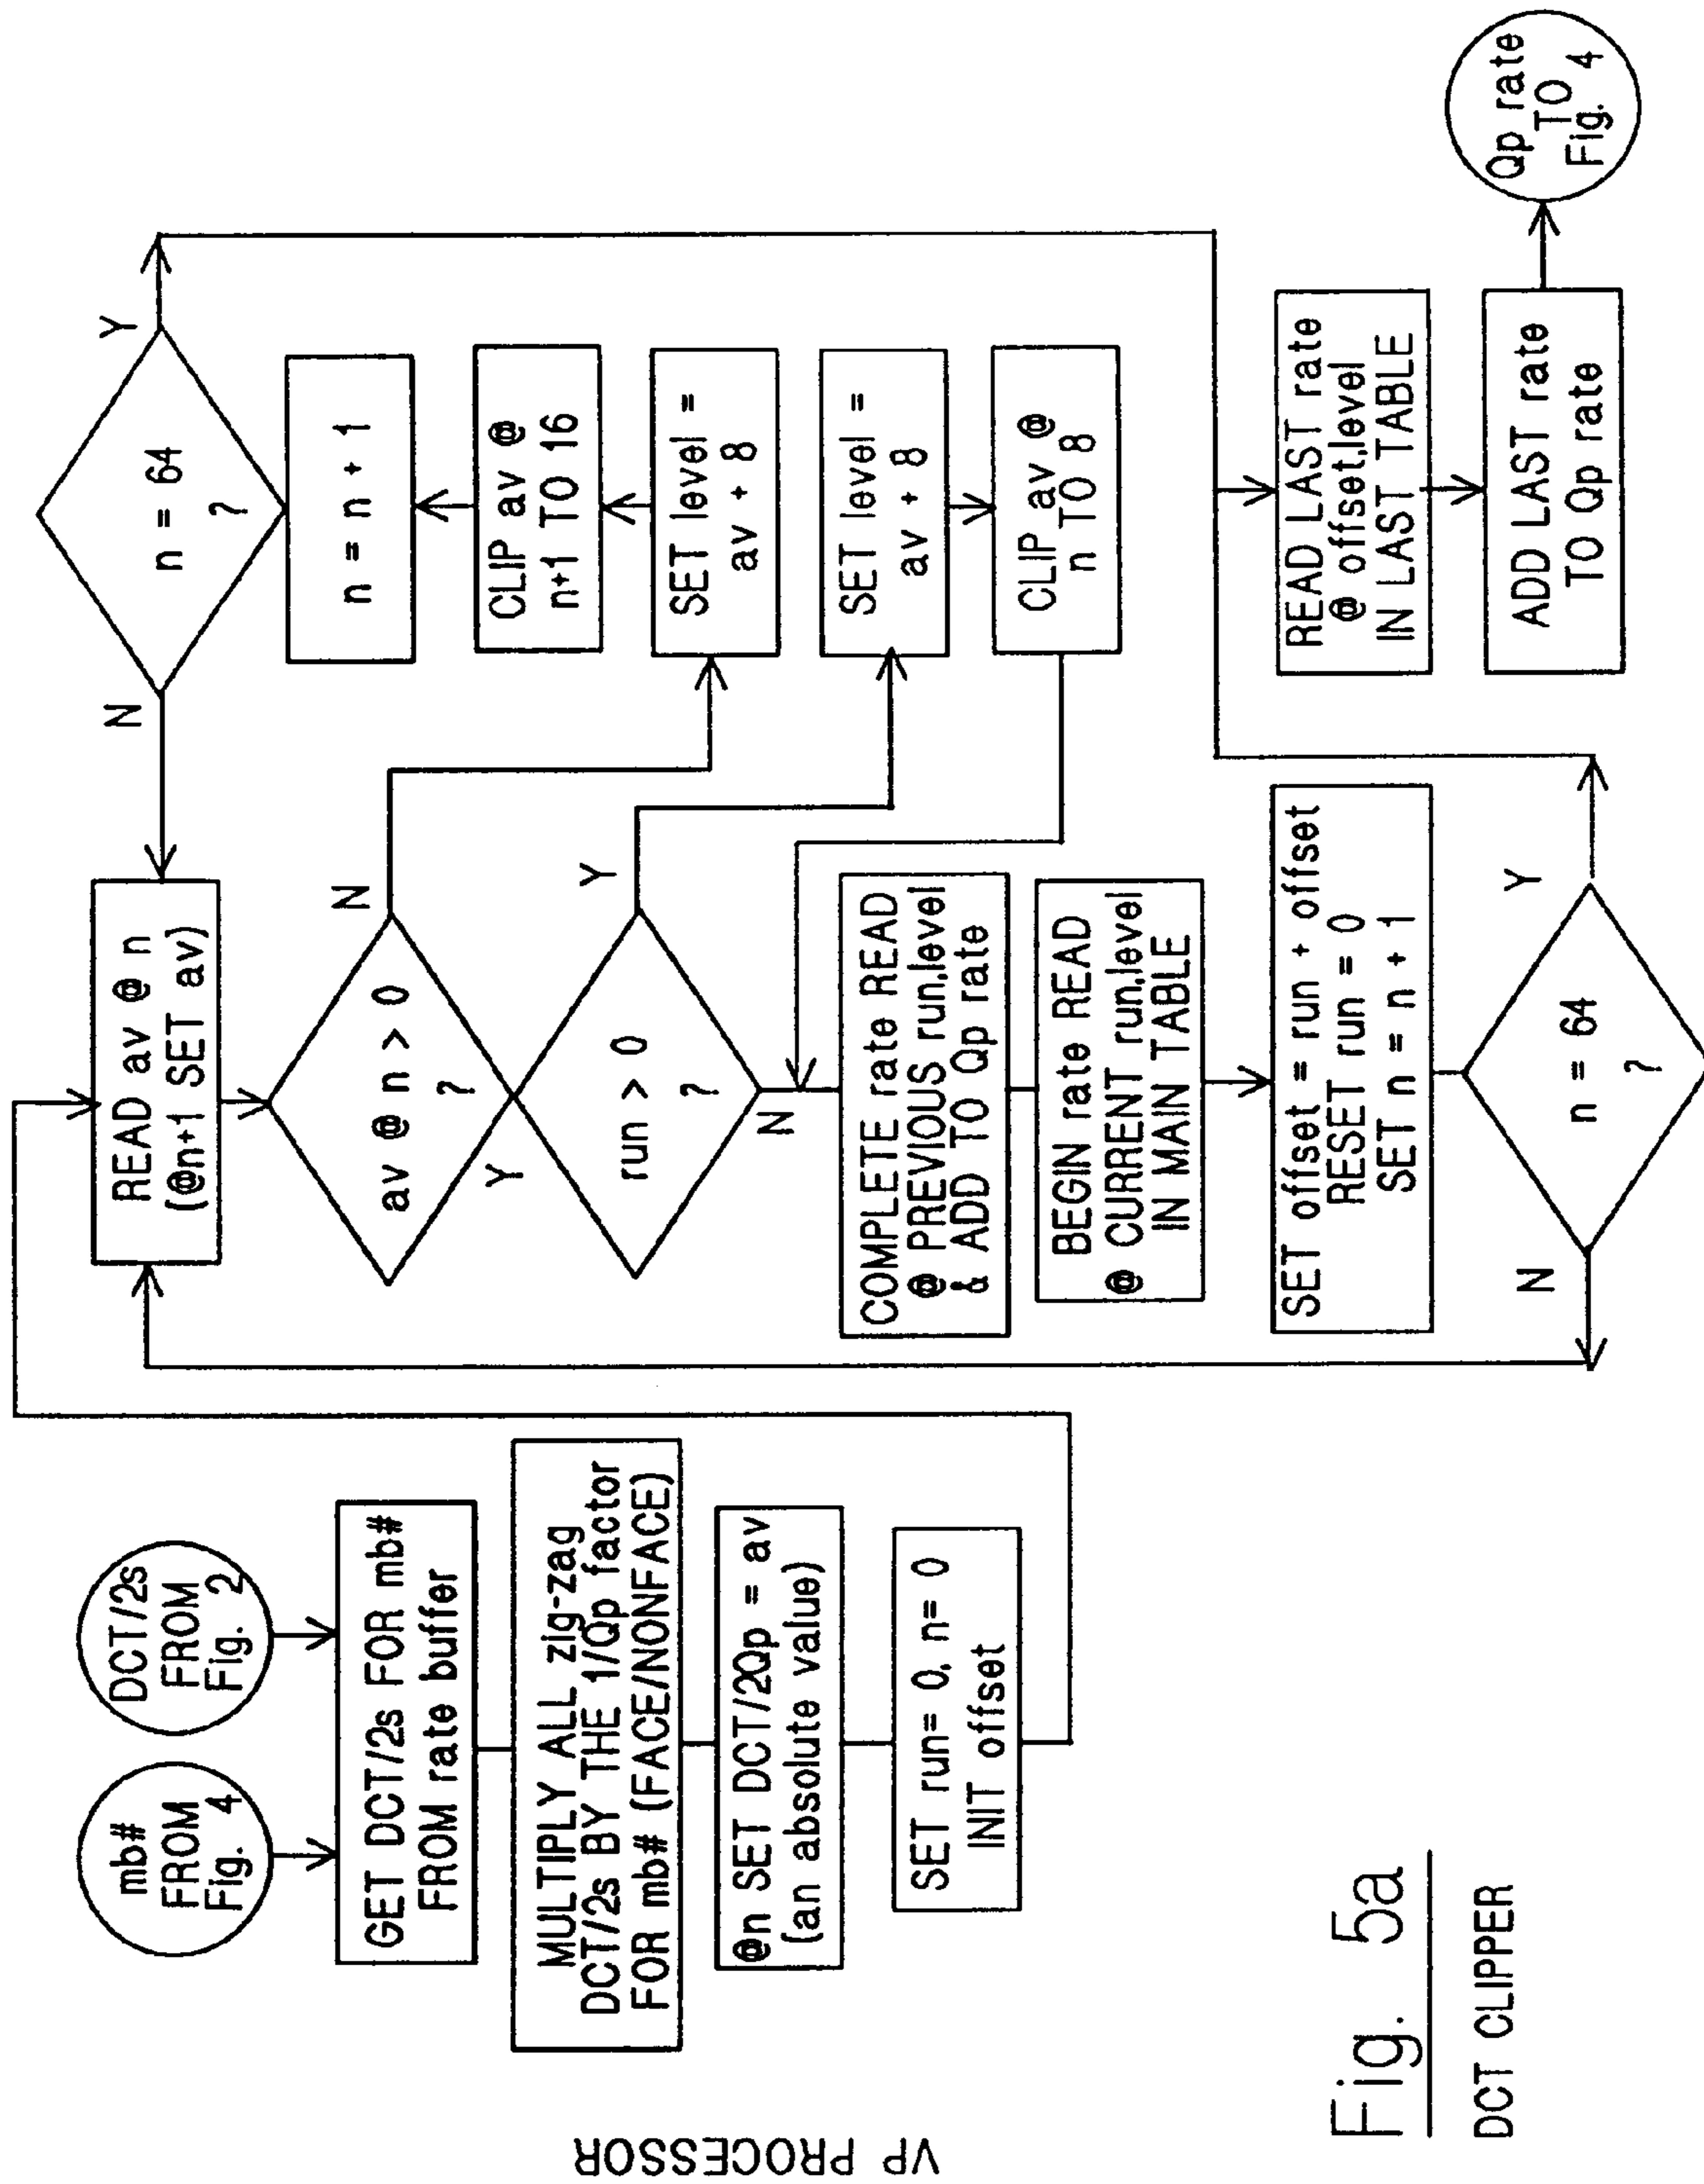 VP PROCESSOR
mb#
FROM
Fig. 4
DCT/2s
FROM
Fig. 2
GET DCT/2s FOR mb#
FROM rate buffer
MULTIPLY ALL zig-zag
DCT/2s BY THE 1/Qp factor
FOR mb# (FACE/NONFACE)
@n SET DCT/2Qp = av
(an absolute value)
SET run= 0, n= 0
INIT offset
READ av @ n
(@n+1 SET av)
av @ n > 0
?
N
Y
run > 0
?
Y
N
COMPLETE rate READ
@ PREVIOUS run,level
& ADD TO Qp rate
BEGIN rate READ
@ CURRENT run,level
IN MAIN TABLE
SET offset = run + offset
RESET run = 0
SET n = n + 1
n = 64
?
N
Y
n = 64
?
N
Y
n = n + 1
CLIP av @
n+1 TO 16
SET level =
av + 8
SET level =
av + 8
CLIP av @
n TO 8
READ LAST rate
@ offset,level
IN LAST TABLE
ADD LAST rate
TO Qp rate
Qp rate
TO
Fig. 4
Fig. 5a
DCT CLIPPER